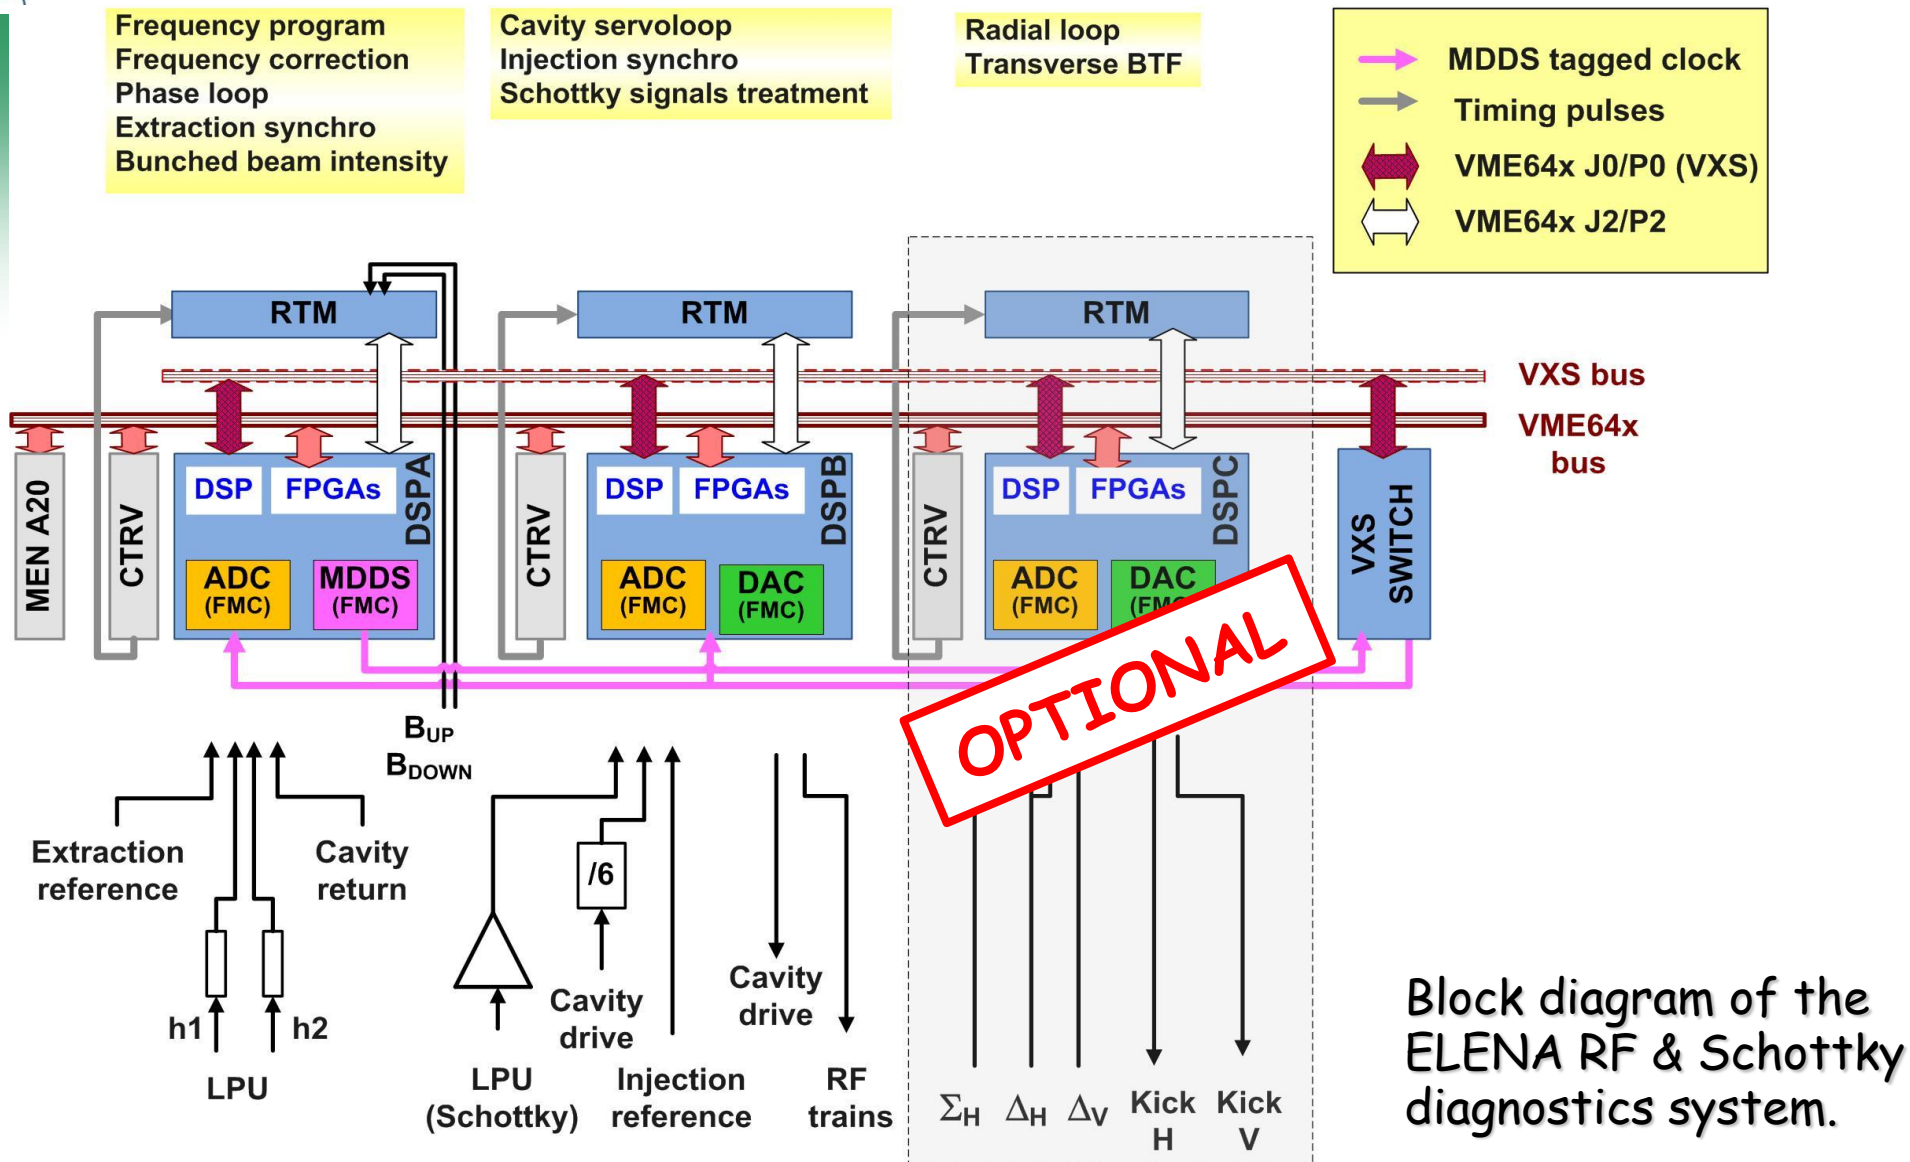 Frequency program
Frequency correction
Phase loop
Extraction synchro
Bunched beam intensity
Cavity servoloop
Injection synchro
Schottky signals treatment
Radial loop
Transverse BTF
MDDS tagged clock
Timing pulses
VME64x J0/P0 (VXS)
VME64x J2/P2
RTM
RTM
RTM
VXS bus
VME64x
bus
MEN A20
CTRV
DSP
FPGAs
DSPA
ADC
(FMC)
MDDS
(FMC)
CTRV
DSP
FPGAs
DSPB
ADC
(FMC)
DAC
(FMC)
CTRV
DSP
FPGAs
DSPC
ADC
(FMC)
DAC
(FMC)
VXS
SWITCH
OPTIONAL
BUP
BDOWN
Extraction
reference
Cavity
return
h1
h2
LPU
/6
Cavity
drive
LPU
(Schottky)
Injection
reference
Cavity
drive
RF
trains
ΣH
ΔH
ΔV
Kick
H
Kick
V
Block diagram of the
ELENA RF & Schottky
diagnostics system.